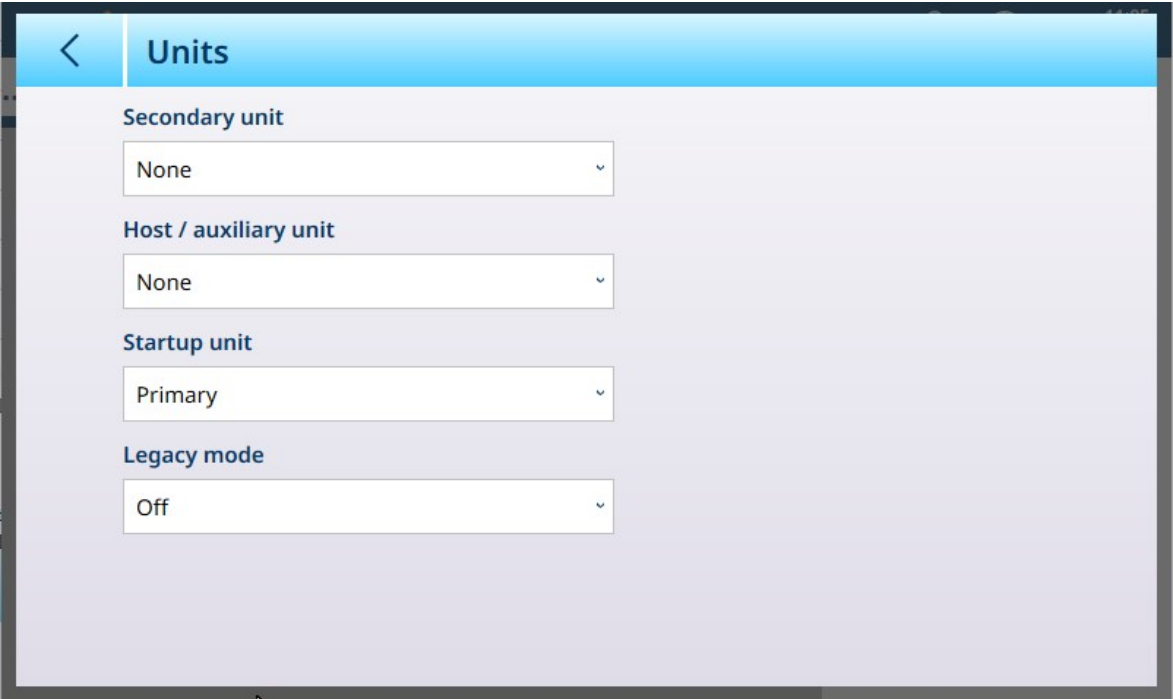 Units
Secondary unit
None
Host / auxiliary unit
None
Startup unit
Primary
Legacy mode
Off